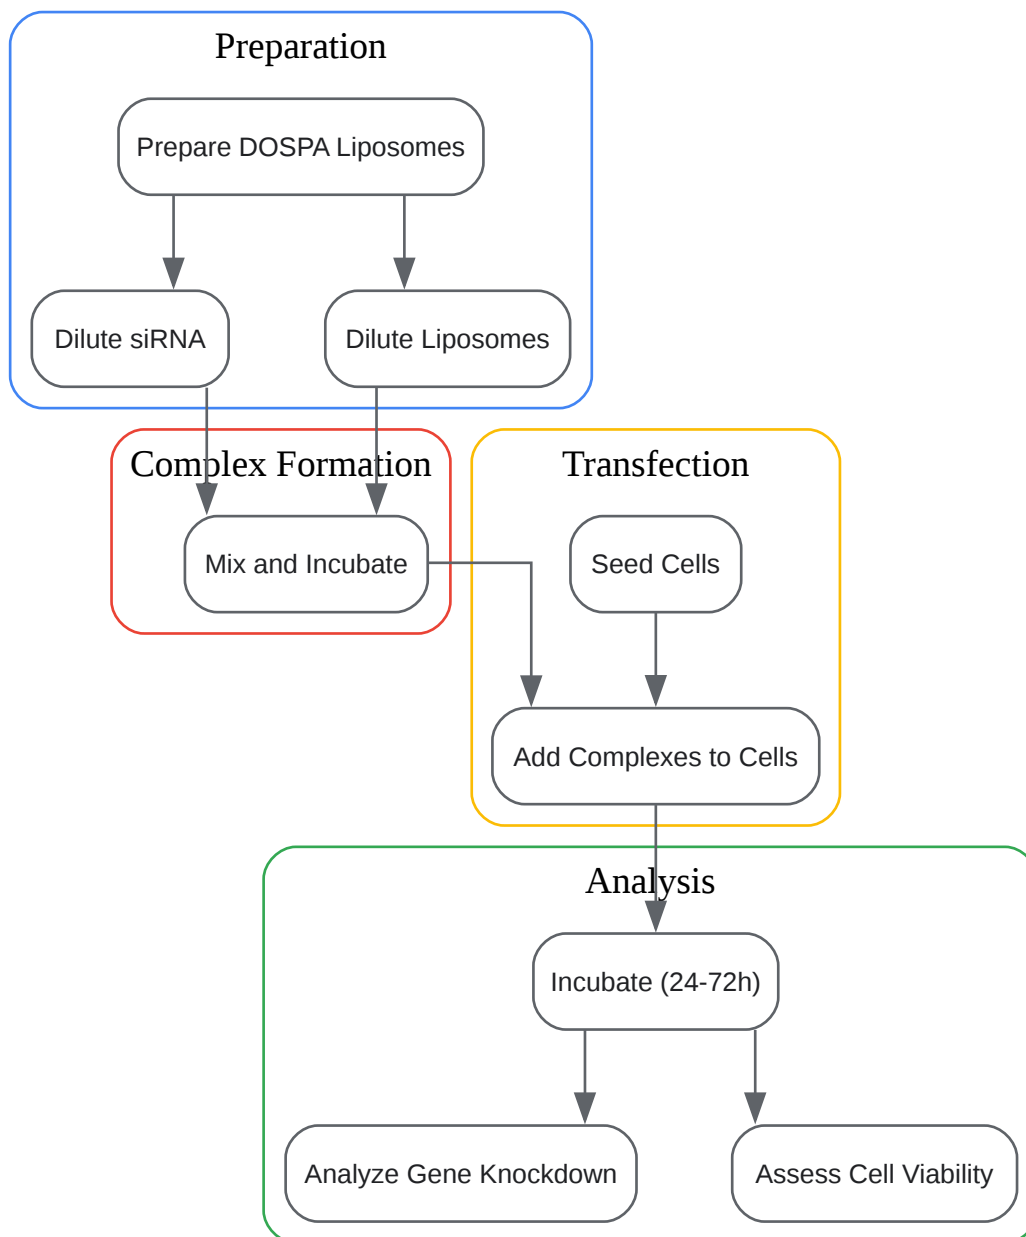 Preparation
Prepare DOSPA Liposomes
Dilute siRNA
Dilute Liposomes
Complex Formation
Transfection
Mix and Incubate
Seed Cells
Add Complexes to Cells
Analysis
Incubate (24-72h)
Analyze Gene Knockdown
Assess Cell Viability